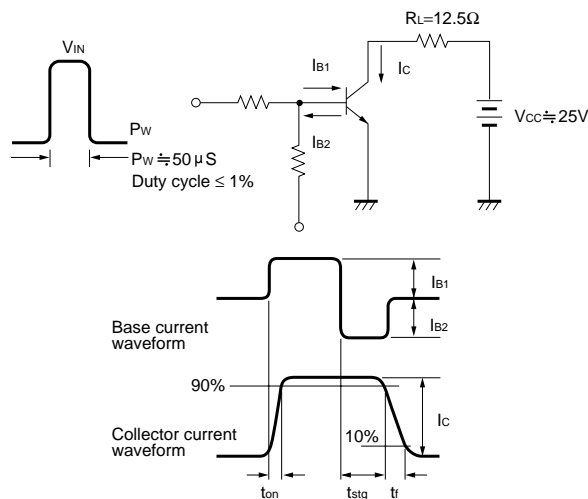 VIN
PW
PW≒50μS
Duty cycle ≤ 1%
RL=12.5Ω
IB1
IC
IB2
VCC≒25V
Base current
waveform
IB1
IB2
90%
Collector current
waveform
10%
IC
ton
tstg
tf